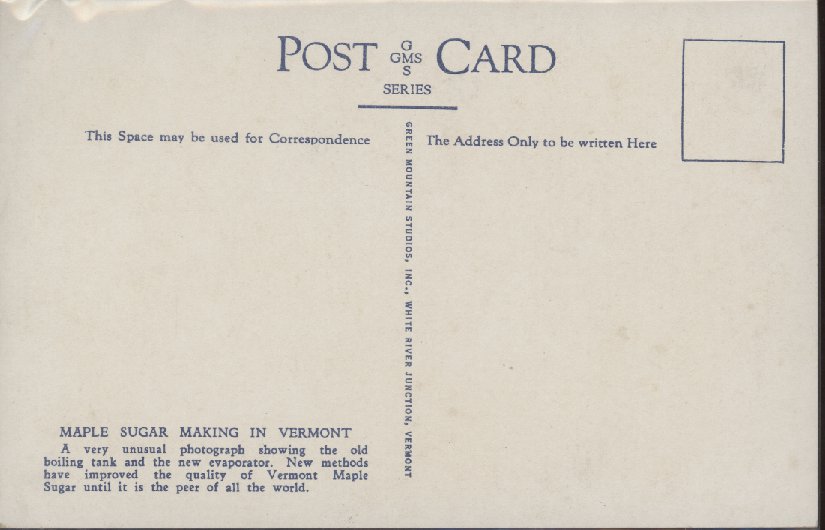 POST CARD
G
GMS
S
SERIES
This Space may be used for Correspondence
The Address Only to be written Here
GREEN MOUNTAIN STUDIOS, INC., WHITE RIVER JUNCTION, VERMONT
MAPLE SUGAR MAKING IN VERMONT
A very unusual photograph showing the old
boiling tank and the new evaporator. New methods
have improved the quality of Vermont Maple
Sugar until it is the peer of all the world.